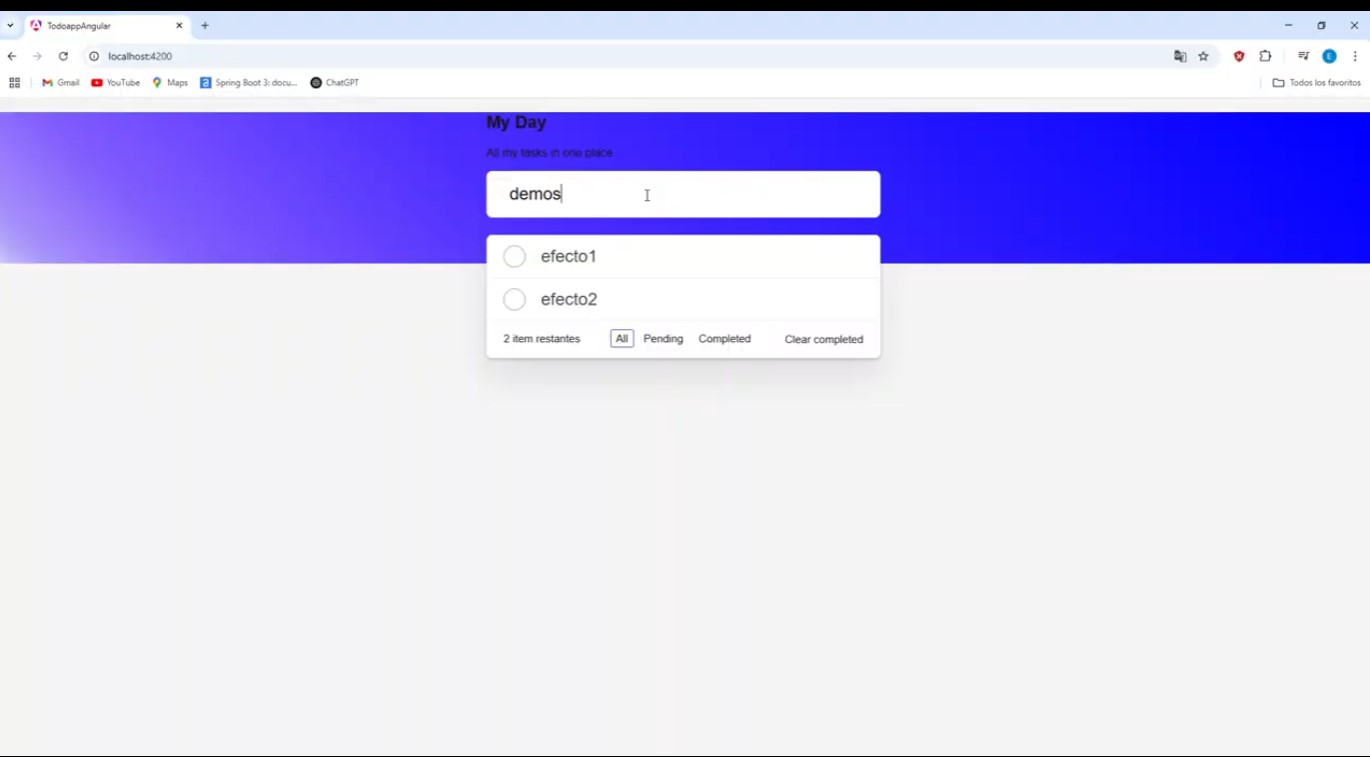 TodoappAngular
localhost:4200
Gmail YouTube Maps Spring Boot 3: docu... ChatGPT Todos los favoritos
E
My Day
All my tasks in one place
demos
efecto1
efecto2
2 item restantes All Pending Completed Clear completed